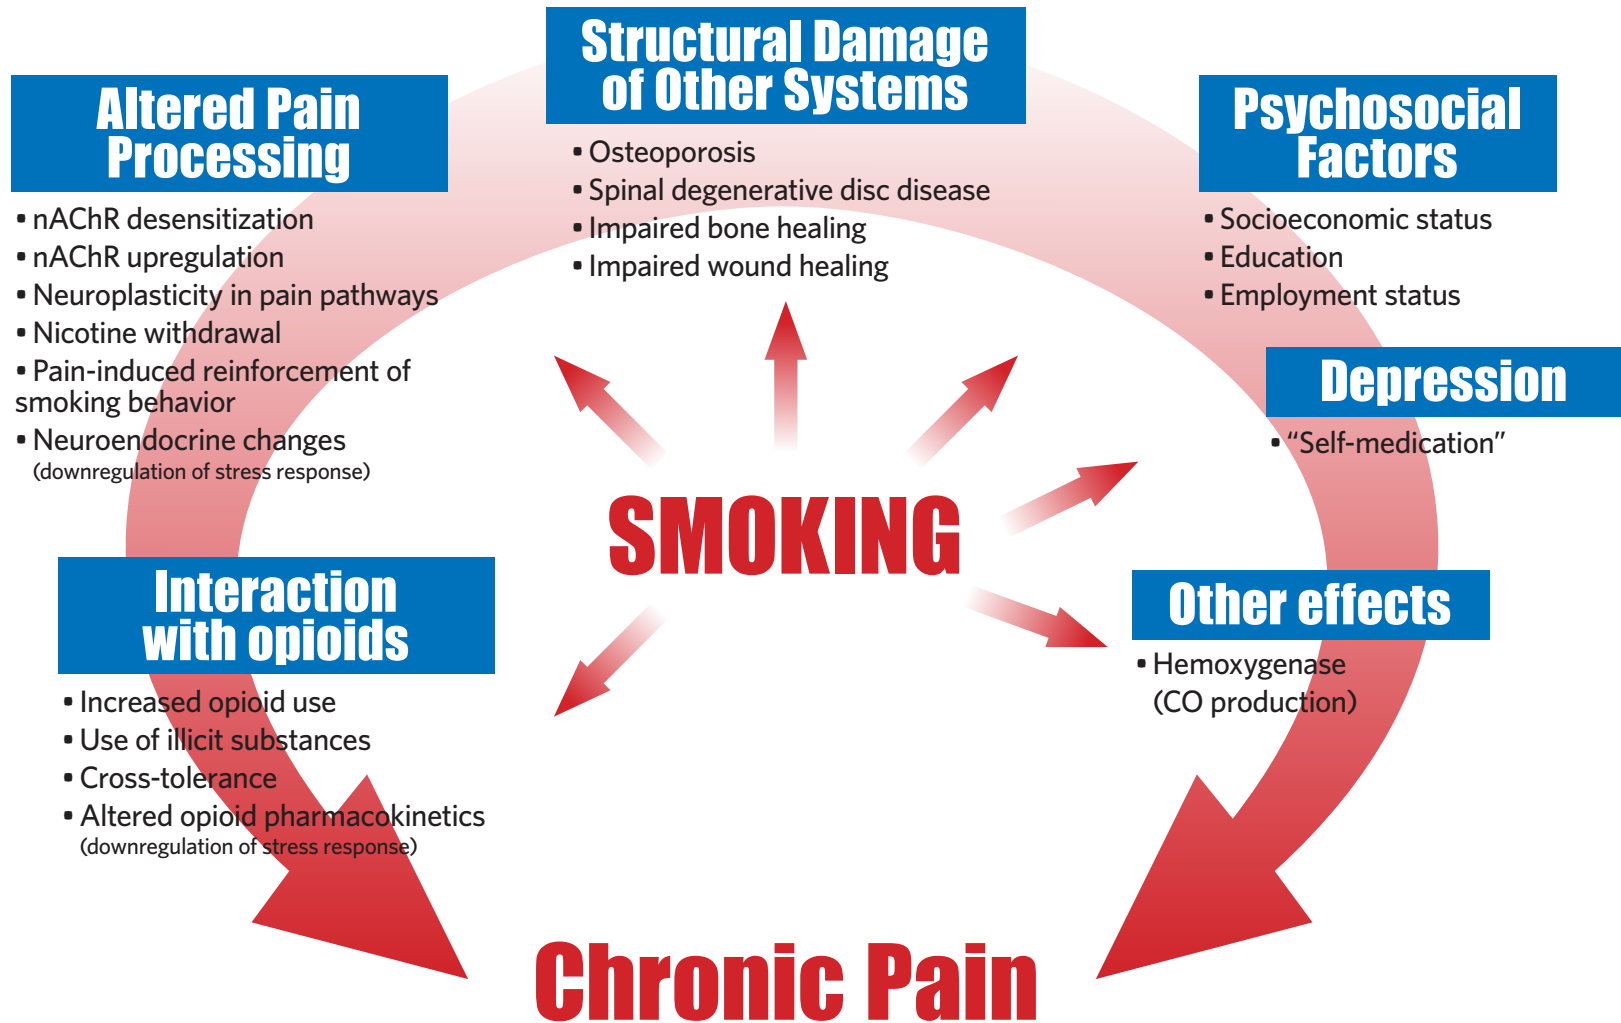 Structural Damage
of Other Systems
• Osteoporosis
• Spinal degenerative disc disease
• Impaired bone healing
• Impaired wound healing
Altered Pain
Processing
• nAChR desensitization
• nAChR upregulation
• Neuroplasticity in pain pathways
• Nicotine withdrawal
• Pain-induced reinforcement of
smoking behavior
• Neuroendocrine changes
(downregulation of stress response)
Psychosocial
Factors
• Socioeconomic status
• Education
• Employment status
Depression
• “Self-medication”
SMOKING
Interaction
with opioids
• Increased opioid use
• Use of illicit substances
• Cross-tolerance
• Altered opioid pharmacokinetics
(downregulation of stress response)
Other effects
• Hemoxygenase
(CO production)
Chronic Pain